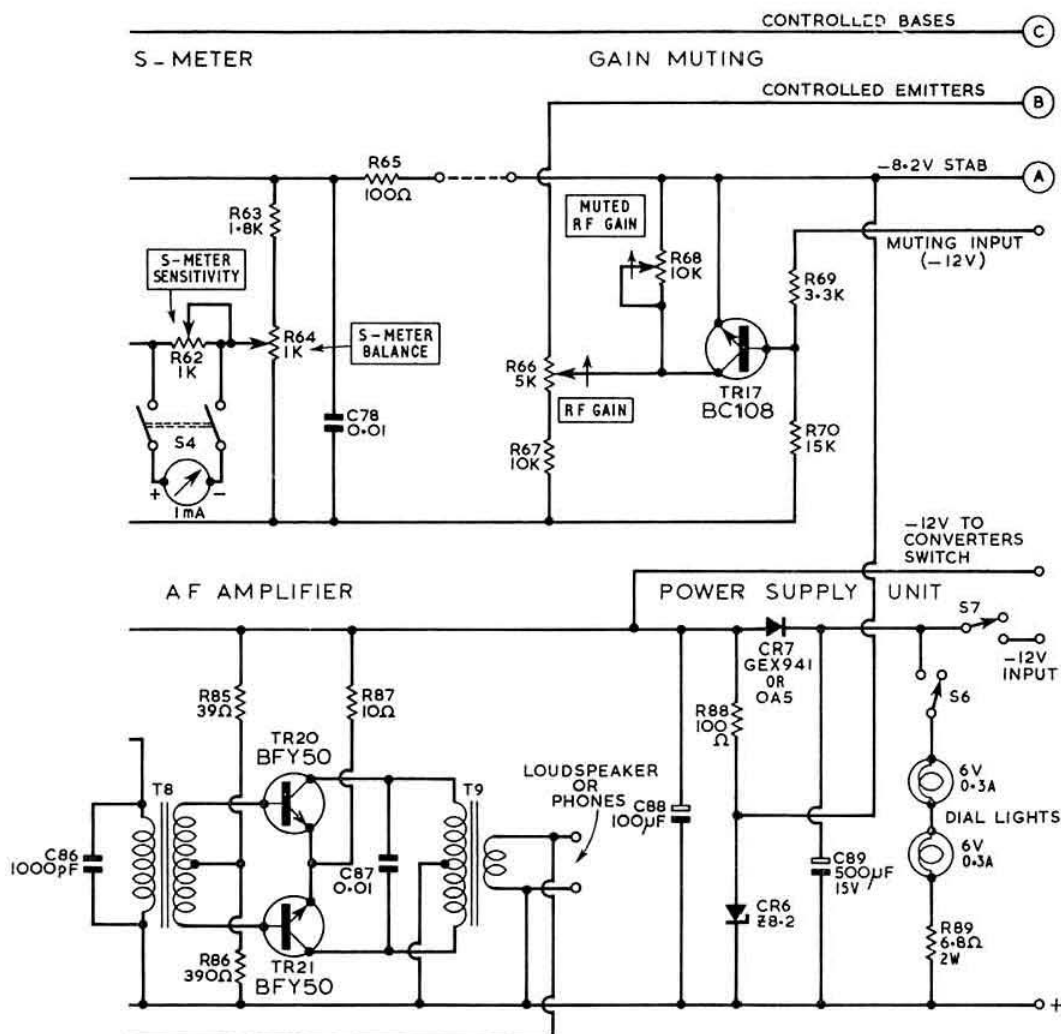 CONTROLLED BASES
C
S-METER
GAIN MUTING
CONTROLLED EMITTERS
B
R65
100Ω
-8·2V STAB
A
R63
1·8K
MUTED
RF GAIN
MUTING INPUT
(-12V)
S-METER
SENSITIVITY
R68
10K
R69
3·3K
R62
1K
R64
1K
S-METER
BALANCE
R66
5K
TR17
BC108
RF GAIN
C78
0·01
S4
R67
10K
R70
15K
+
-
1mA
-12V TO
CONVERTERS
SWITCH
AF AMPLIFIER
POWER SUPPLY UNIT
S7
CR7
GEX941
OR
OA5
-12V
INPUT
R85
39Ω
R87
10Ω
R88
100
Ω
S6
TR20
BFY50
T8
T9
LOUDSPEAKER
OR
PHONES
6V
0·3A
C88
100µF
DIAL LIGHTS
C86
1000pF
C87
0·01
C89
500µF
15V
6V
0·3A
CR6
Z8·2
R86
390Ω
TR21
BFY50
R89
6·8Ω
2W
+